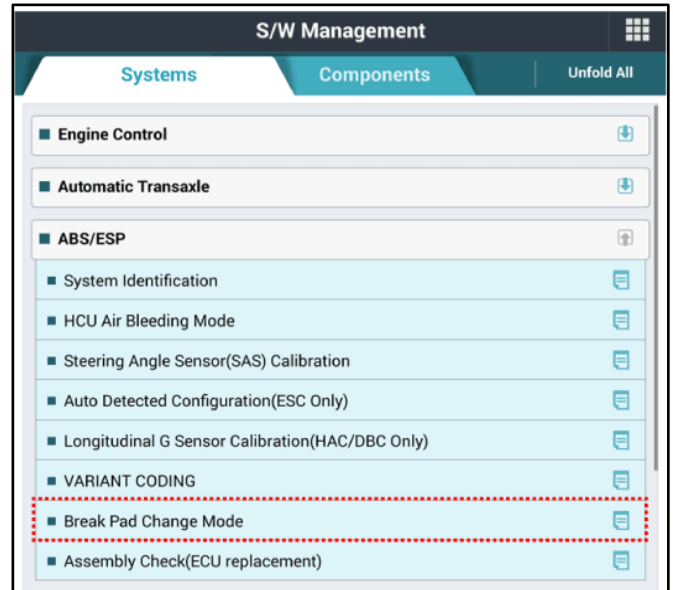 S/W Management
Systems
Components
Unfold All
Engine Control
Automatic Transaxle
ABS/ESP
System Identification
HCU Air Bleeding Mode
Steering Angle Sensor(SAS) Calibration
Auto Detected Configuration(ESC Only)
Longitudinal G Sensor Calibration(HAC/DBC Only)
VARIANT CODING
Break Pad Change Mode
Assembly Check(ECU replacement)